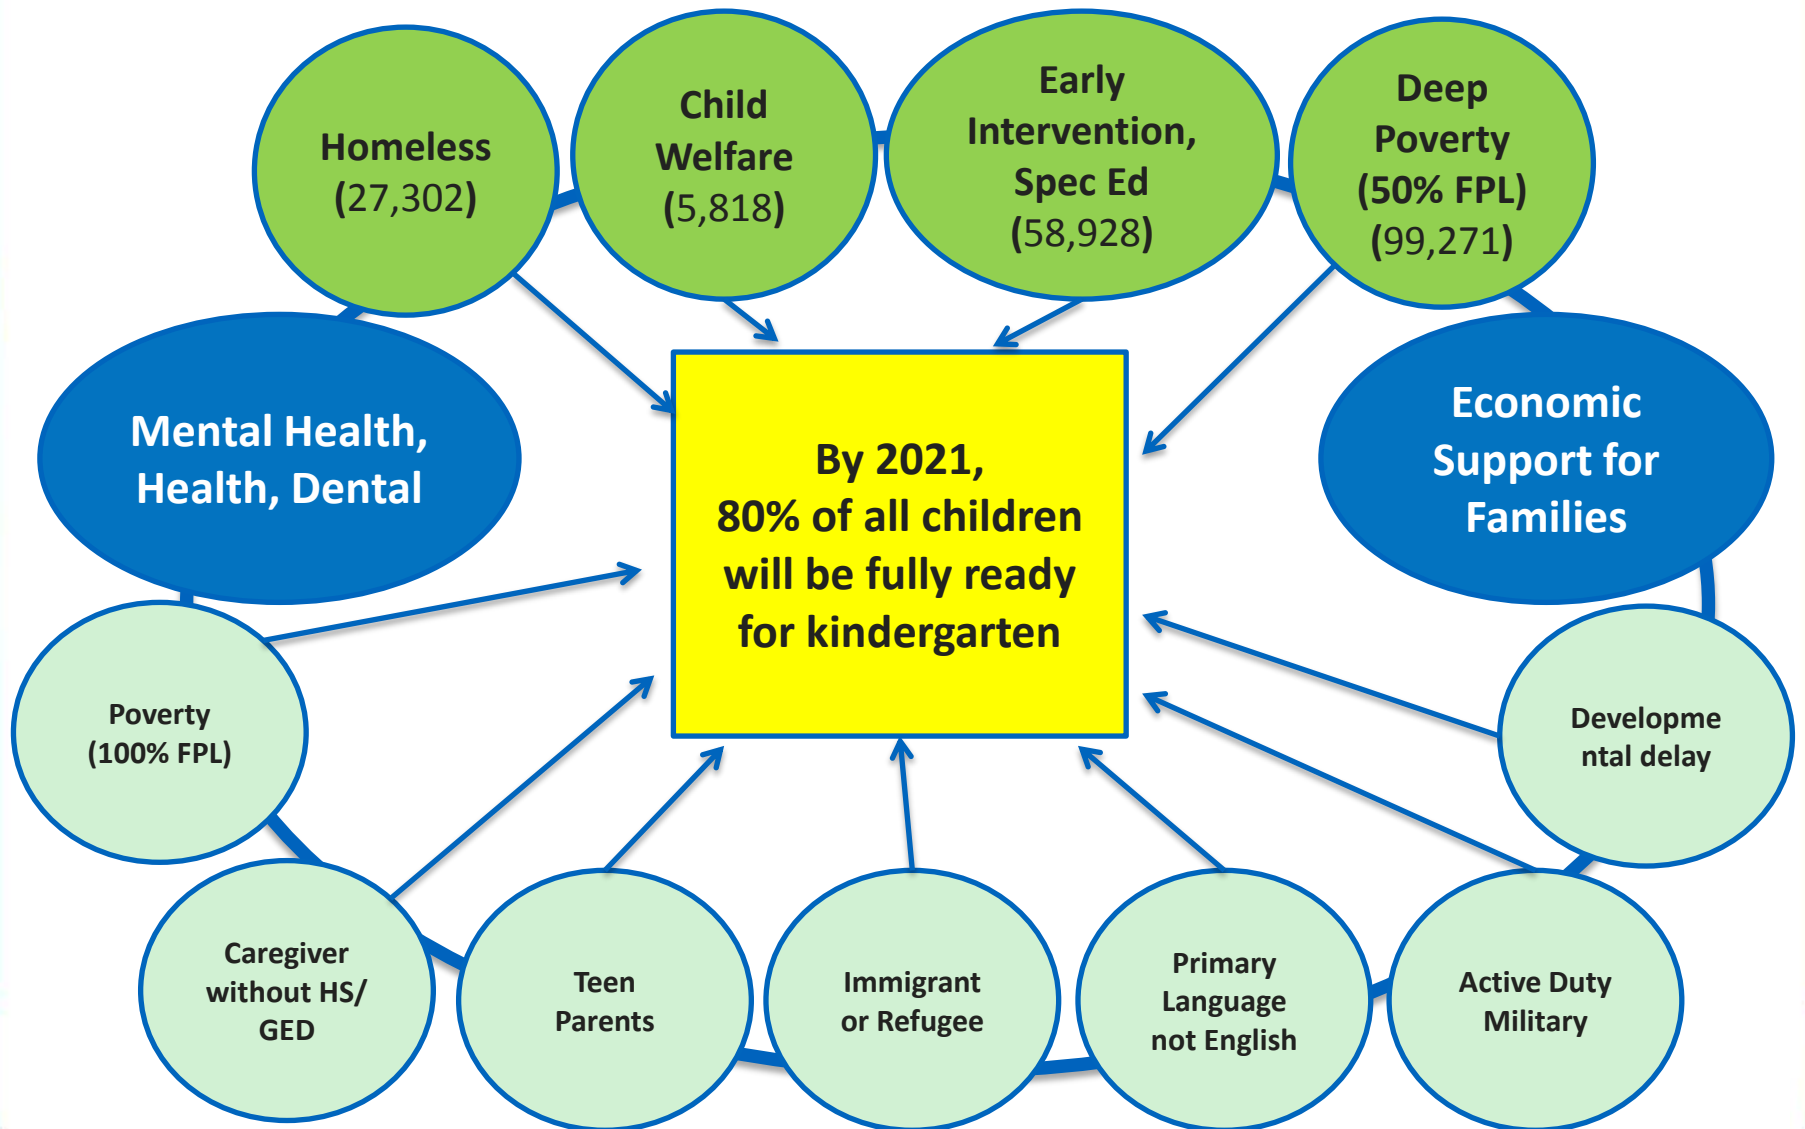 Homeless
(27,302)
Child
Welfare
(5,818)
Early
Intervention,
Spec Ed
(58,928)
Deep
Poverty
(50% FPL)
(99,271)
Mental Health,
Health, Dental
By 2021,
80% of all children
will be fully ready
for kindergarten
Economic
Support for
Families
Poverty
(100% FPL)
Developme
ntal delay
Caregiver
without HS/
GED
Teen
Parents
Immigrant
or Refugee
Primary
Language
not English
Active Duty
Military